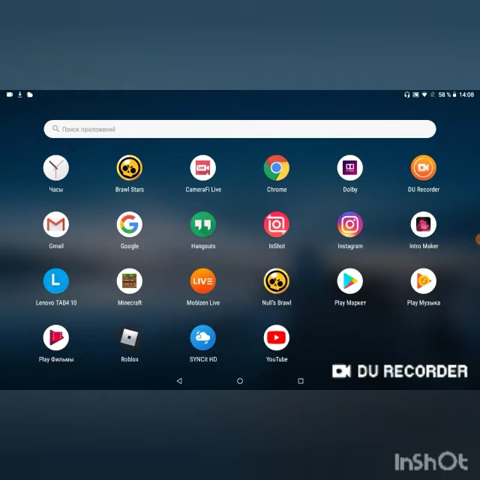 58 % 14:08
Поиск приложений
Часы Brawl Stars CameraFi Live Chrome Dolby DU Recorder
Gmail Google Hangouts InShot Instagram Intro Maker
LIVE
Lenovo TAB4 10 Minecraft Mobizen Live Null's Brawl Play Маркет Play Музыка
Play Фильмы Roblox SYNCit HD YouTube
DU RECORDER
InShOt